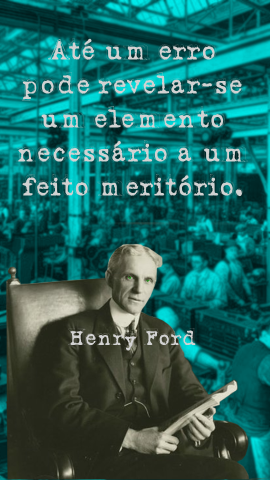 Até um erro
pode revelar-se
um elemento
necessário a um
feito meritório.
Henry Ford